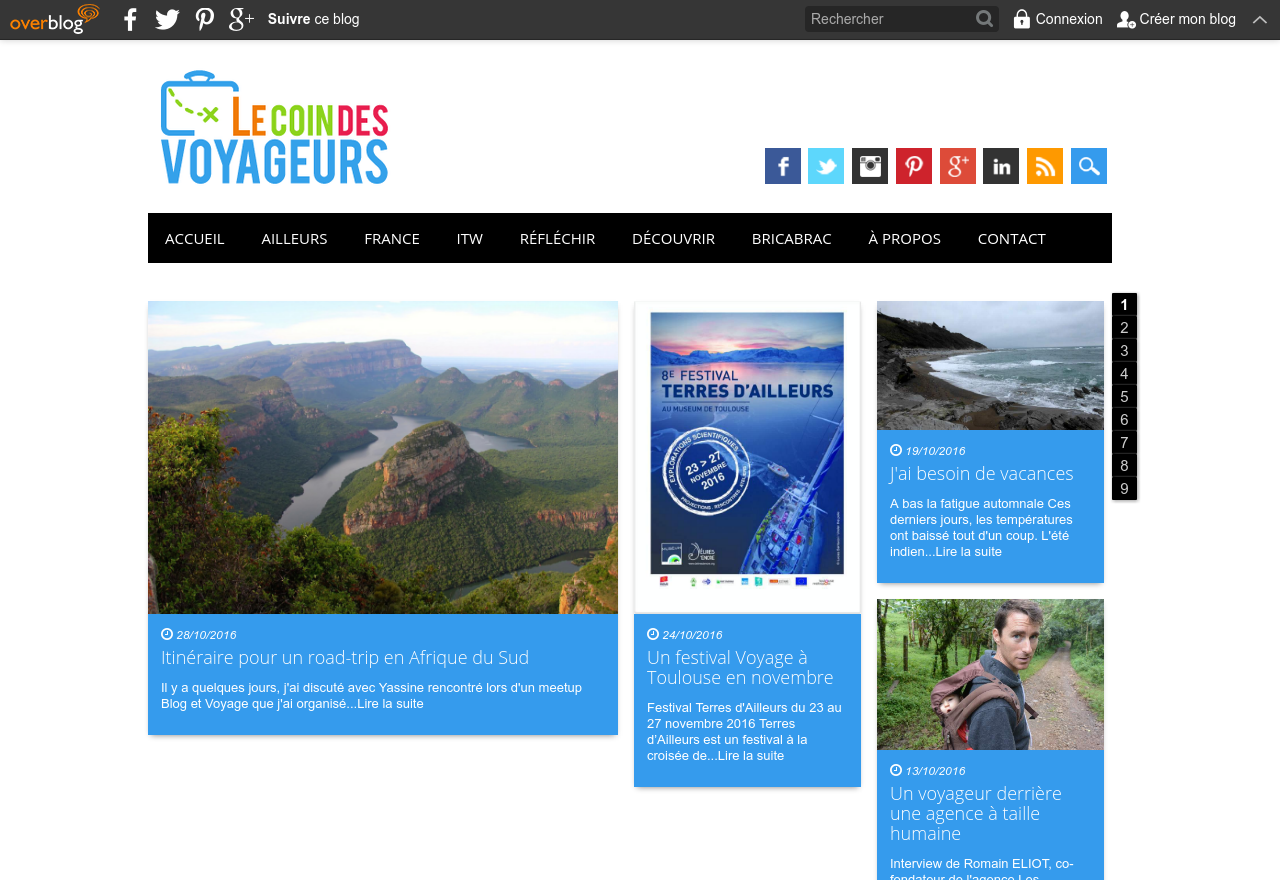 overblog
Suivre ce blog
Rechercher
Connexion
Créer mon blog
LE COIN DES
VOYAGEURS
ACCUEIL
AILLEURS
FRANCE
ITW
RÉFLÉCHIR
DÉCOUVRIR
BRICABRAC
À PROPOS
CONTACT
28/10/2016
Itinéraire pour un road-trip en Afrique du Sud
Il y a quelques jours, j'ai discuté avec Yassine rencontré lors d'un meetup
Blog et Voyage que j'ai organisé...Lire la suite
8E FESTIVAL
TERRES D'AILLEURS
AU MUSEUM DE TOULOUSE
EXPLORATIONS SCIENTIFIQUES
23 > 27
NOVEMBRE
2016
PROJECTIONS - RENCONTRES
24/10/2016
Un festival Voyage à
Toulouse en novembre
Festival Terres d'Ailleurs du 23 au
27 novembre 2016 Terres
d'Ailleurs est un festival à la
croisée de...Lire la suite
19/10/2016
J'ai besoin de vacances
A bas la fatigue automnale Ces
derniers jours, les températures
ont baissé tout d'un coup. L'été
indien...Lire la suite
13/10/2016
Un voyageur derrière
une agence à taille
humaine
Interview de Romain ELIOT, co-
fondateur de l'agence Les
1
2
3
4
5
6
7
8
9